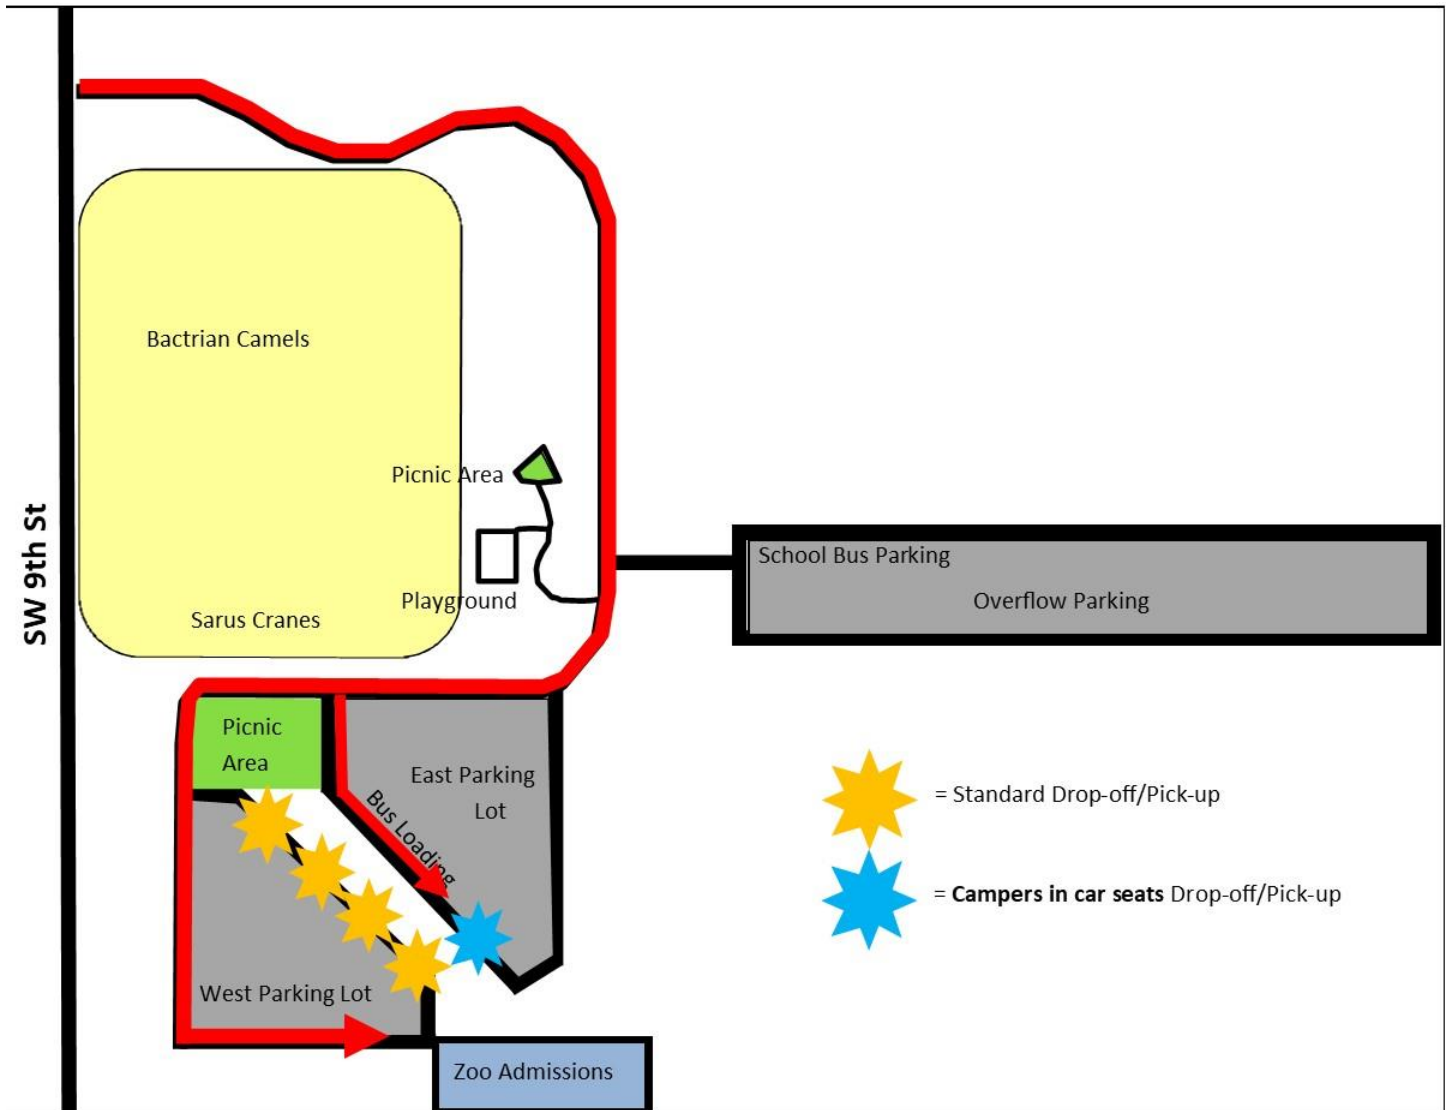 Bactrian Camels
Picnic Area
SW 9th St
School Bus Parking
Overflow Parking
Playground
Sarus Cranes
Picnic
Area
East Parking
Lot
Bus Loading
= Standard Drop-off/Pick-up
= Campers in car seats Drop-off/Pick-up
West Parking Lot
Zoo Admissions